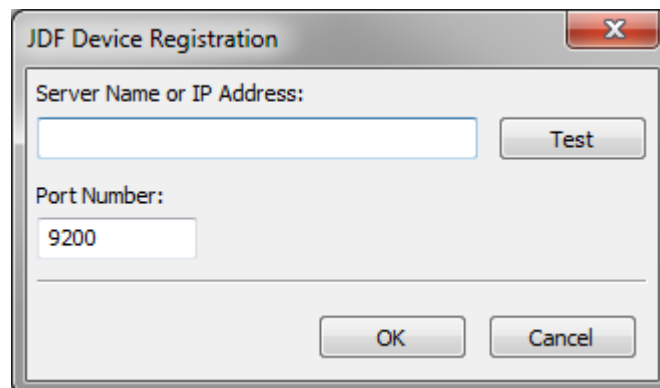 JDF Device Registration
Server Name or IP Address:
Test
Port Number:
9200
OK Cancel